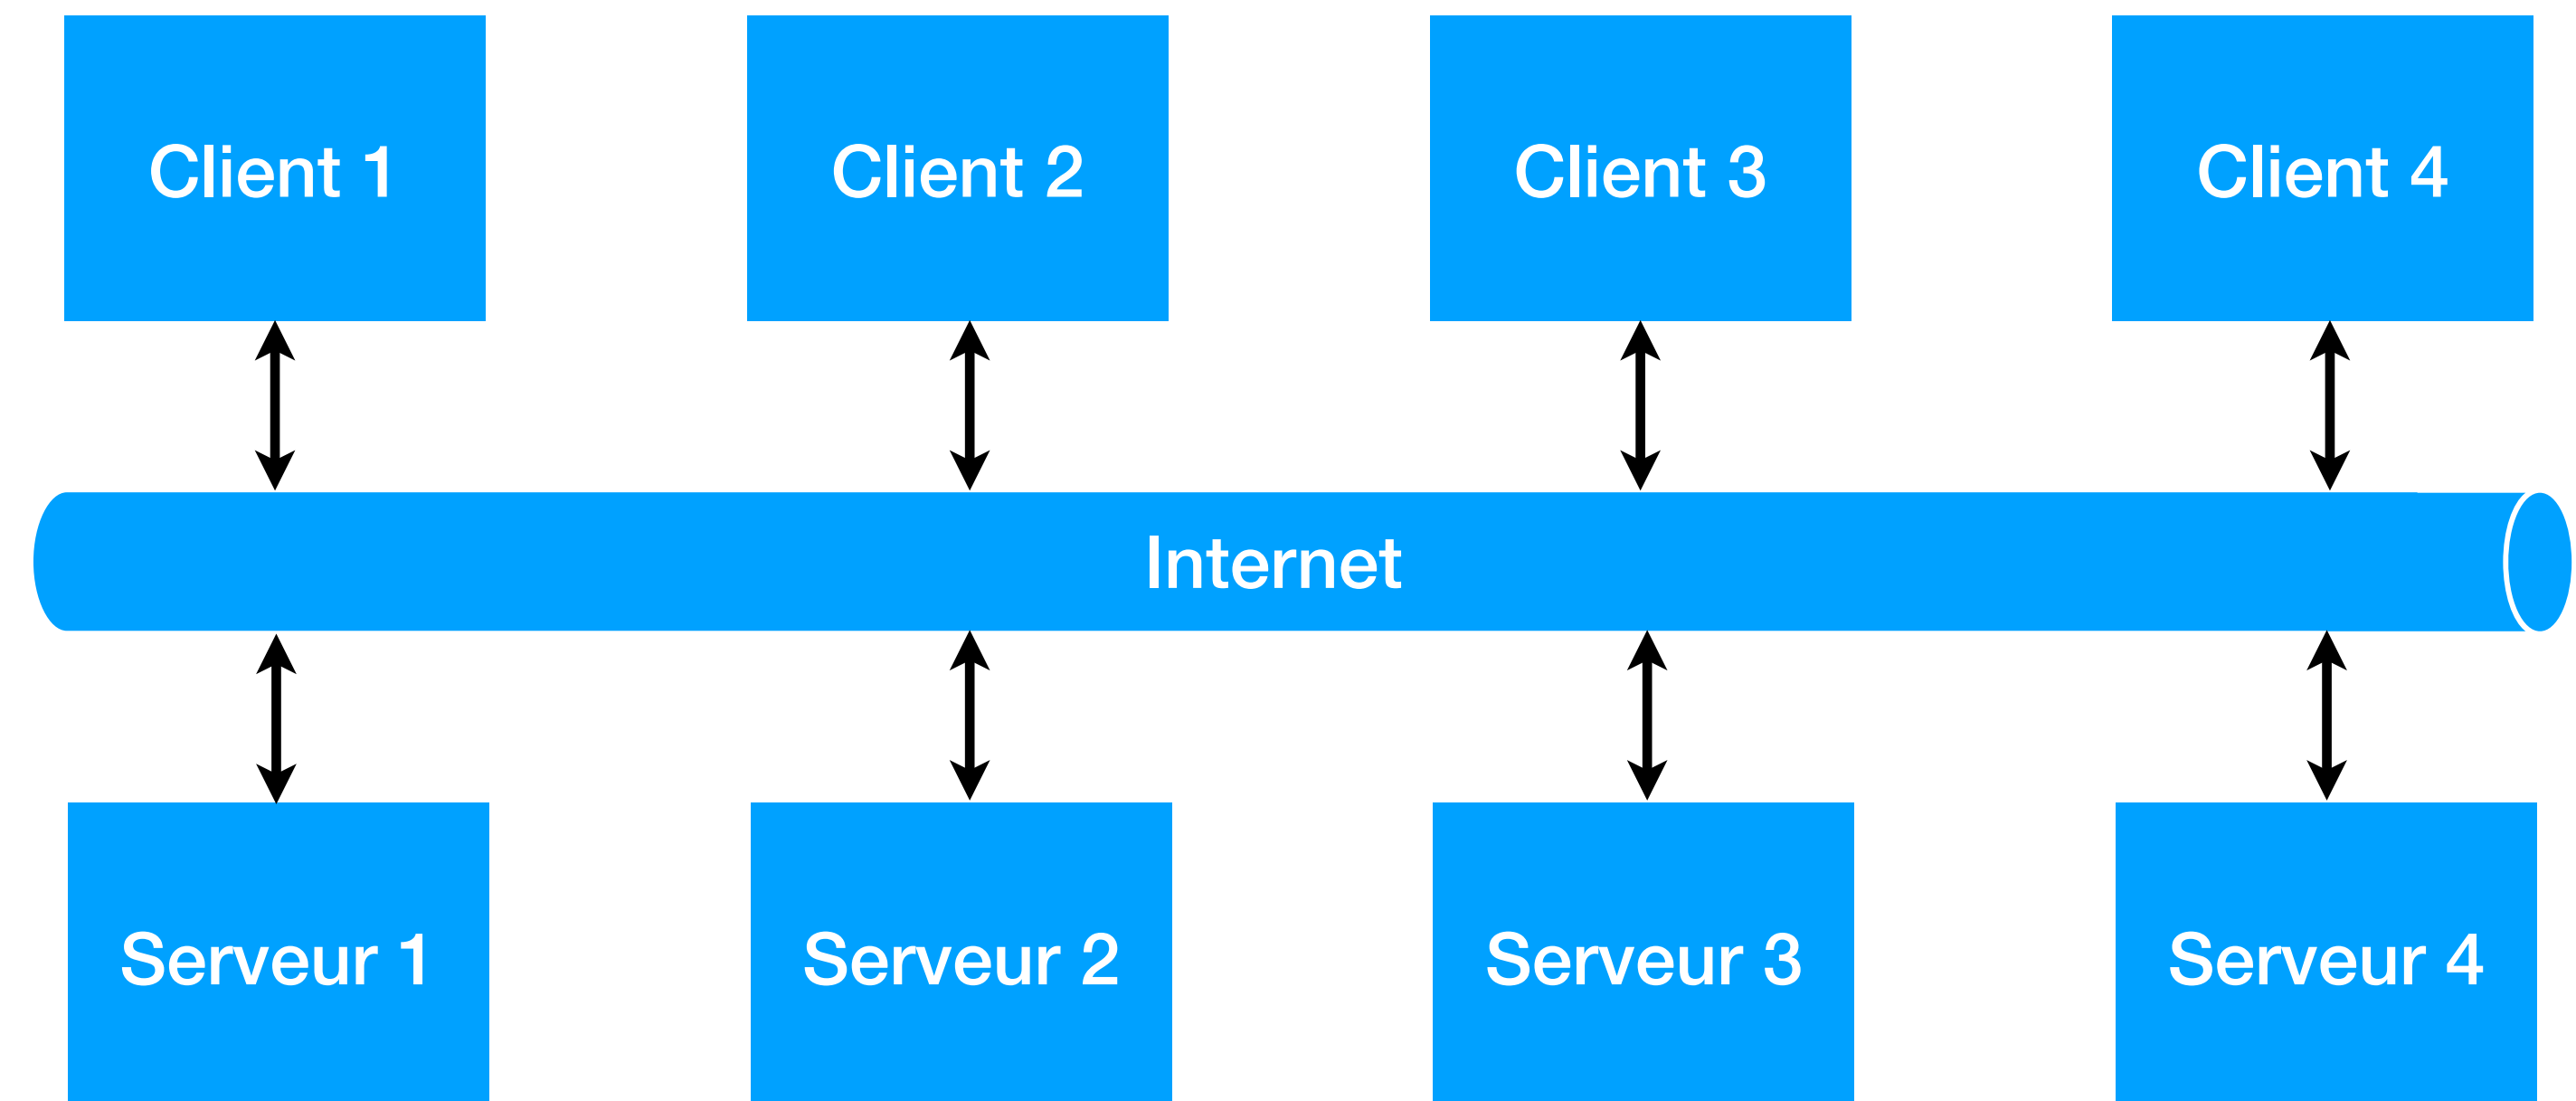 Client 1
Client 2
Client 3
Client 4
Internet
Serveur 1
Serveur 2
Serveur 3
Serveur 4